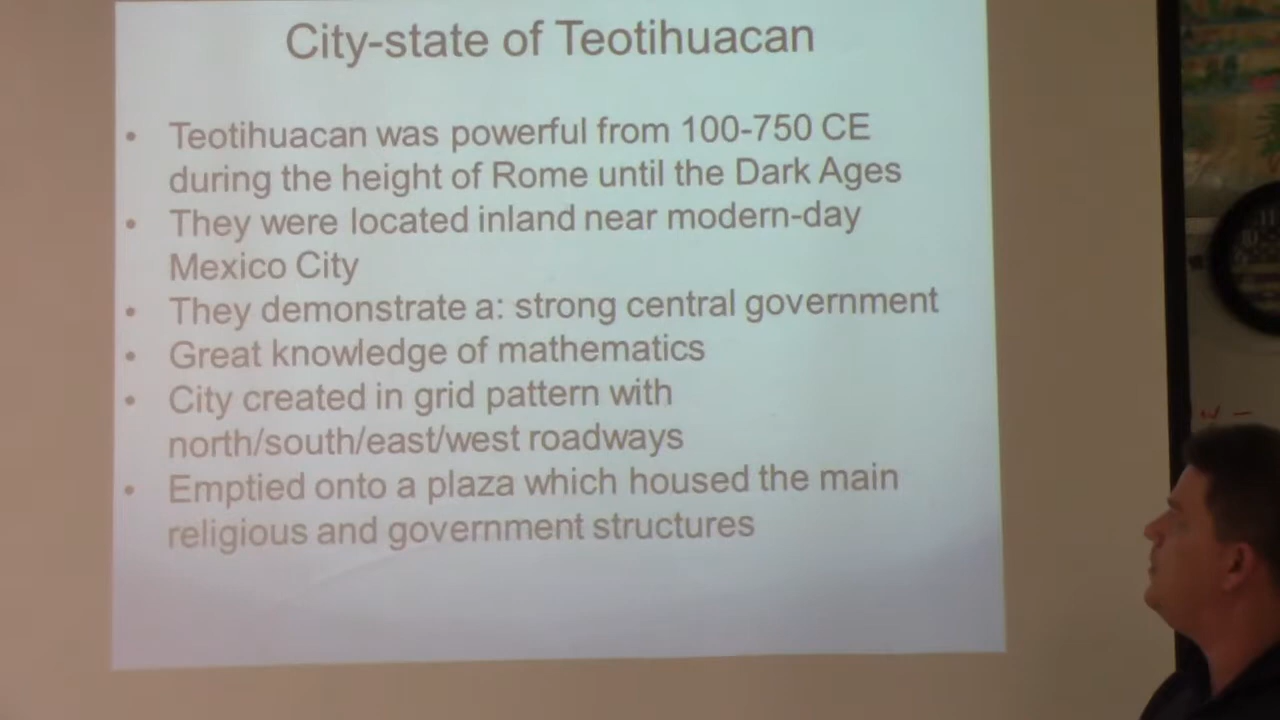 City-state of Teotihuacan
• Teotihuacan was powerful from 100-750 CE
during the height of Rome until the Dark Ages
• They were located inland near modern-day
Mexico City
• They demonstrate a: strong central government
• Great knowledge of mathematics
• City created in grid pattern with
north/south/east/west roadways
• Emptied onto a plaza which housed the main
religious and government structures